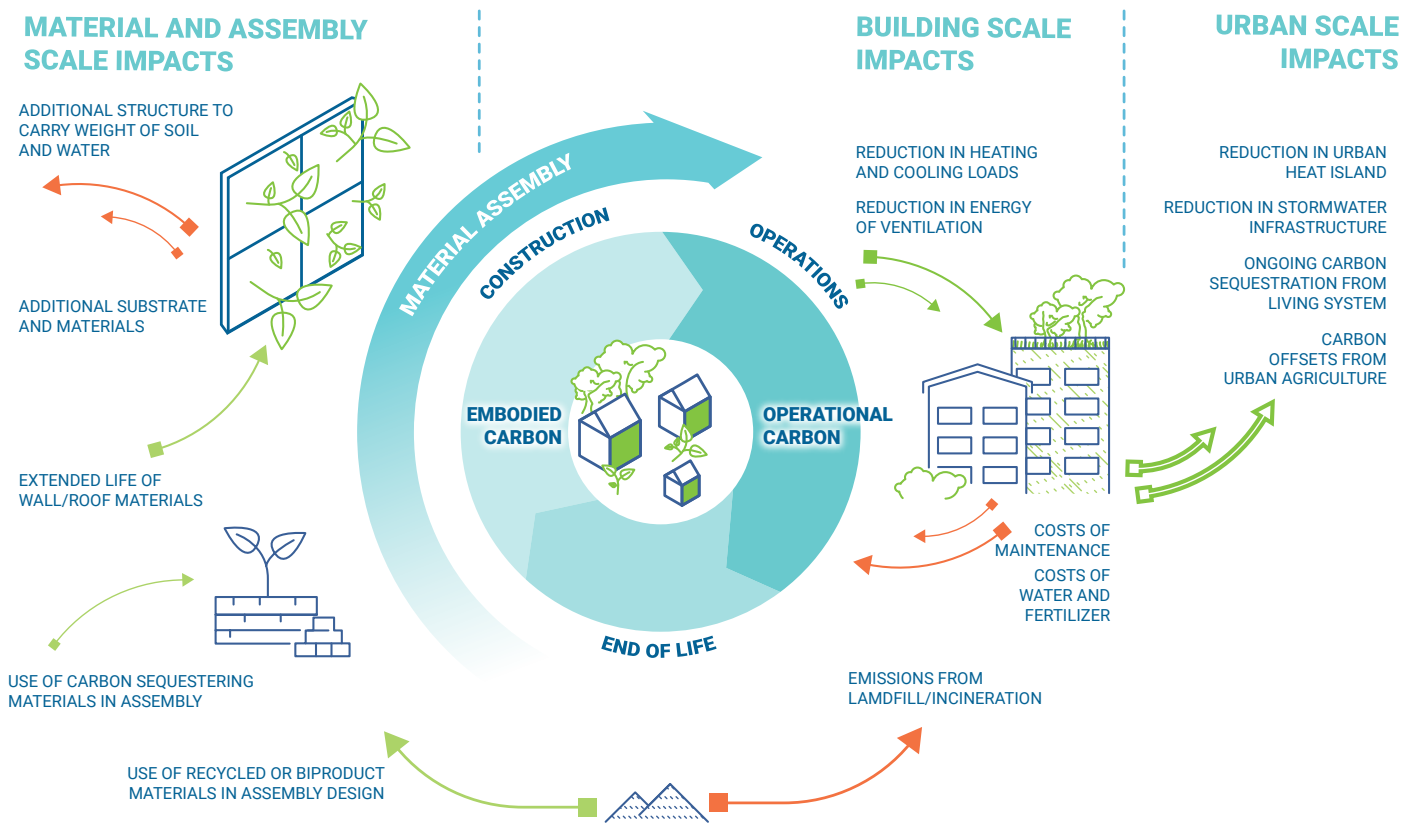 MATERIAL AND ASSEMBLY
SCALE IMPACTS
ADDITIONAL STRUCTURE TO
CARRY WEIGHT OF SOIL
AND WATER
ADDITIONAL SUBSTRATE
AND MATERIALS
EXTENDED LIFE OF
WALL/ROOF MATERIALS
USE OF CARBON SEQUESTERING
MATERIALS IN ASSEMBLY
USE OF RECYCLED OR BIPRODUCT
MATERIALS IN ASSEMBLY DESIGN
MATERIAL ASSEMBLY
CONSTRUCTION
OPERATIONS
EMBODIED
CARBON
OPERATIONAL
CARBON
END OF LIFE
BUILDING SCALE
IMPACTS
REDUCTION IN HEATING
AND COOLING LOADS
REDUCTION IN ENERGY
OF VENTILATION
COSTS OF
MAINTENANCE
COSTS OF
WATER AND
FERTILIZER
EMISSIONS FROM
LAMDFILL/INCINERATION
URBAN SCALE
IMPACTS
REDUCTION IN URBAN
HEAT ISLAND
REDUCTION IN STORMWATER
INFRASTRUCTURE
ONGOING CARBON
SEQUESTRATION FROM
LIVING SYSTEM
CARBON
OFFSETS FROM
URBAN AGRICULTURE